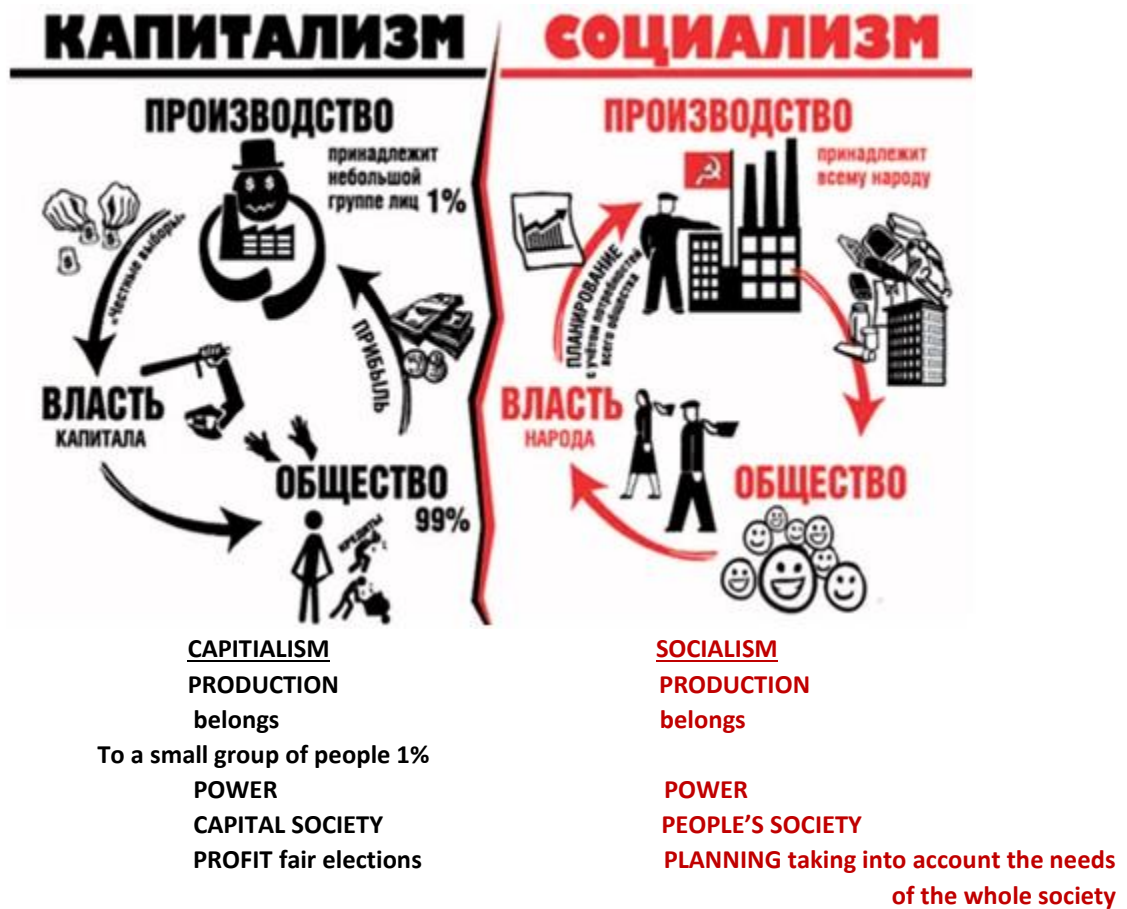 КАПИТАЛИЗМ
ПРОИЗВОДСТВО
принадлежит
небольшой
группе лиц 1%
«Честные выборы»
ПРИБЫЛЬ
ВЛАСТЬ
КАПИТАЛА
ОБЩЕСТВО
99%
КРЕДИТЫ
СОЦИАЛИЗМ
ПРОИЗВОДСТВО
принадлежит
всему народу
ПЛАНИРОВАНИЕ
с учётом потребностей
всего общества
ВЛАСТЬ
НАРОДА
ОБЩЕСТВО
CAPITIALISM
PRODUCTION
belongs
To a small group of people 1%
POWER
CAPITAL SOCIETY
PROFIT fair elections
SOCIALISM
PRODUCTION
belongs
POWER
PEOPLE’S SOCIETY
PLANNING taking into account the needs
of the whole society